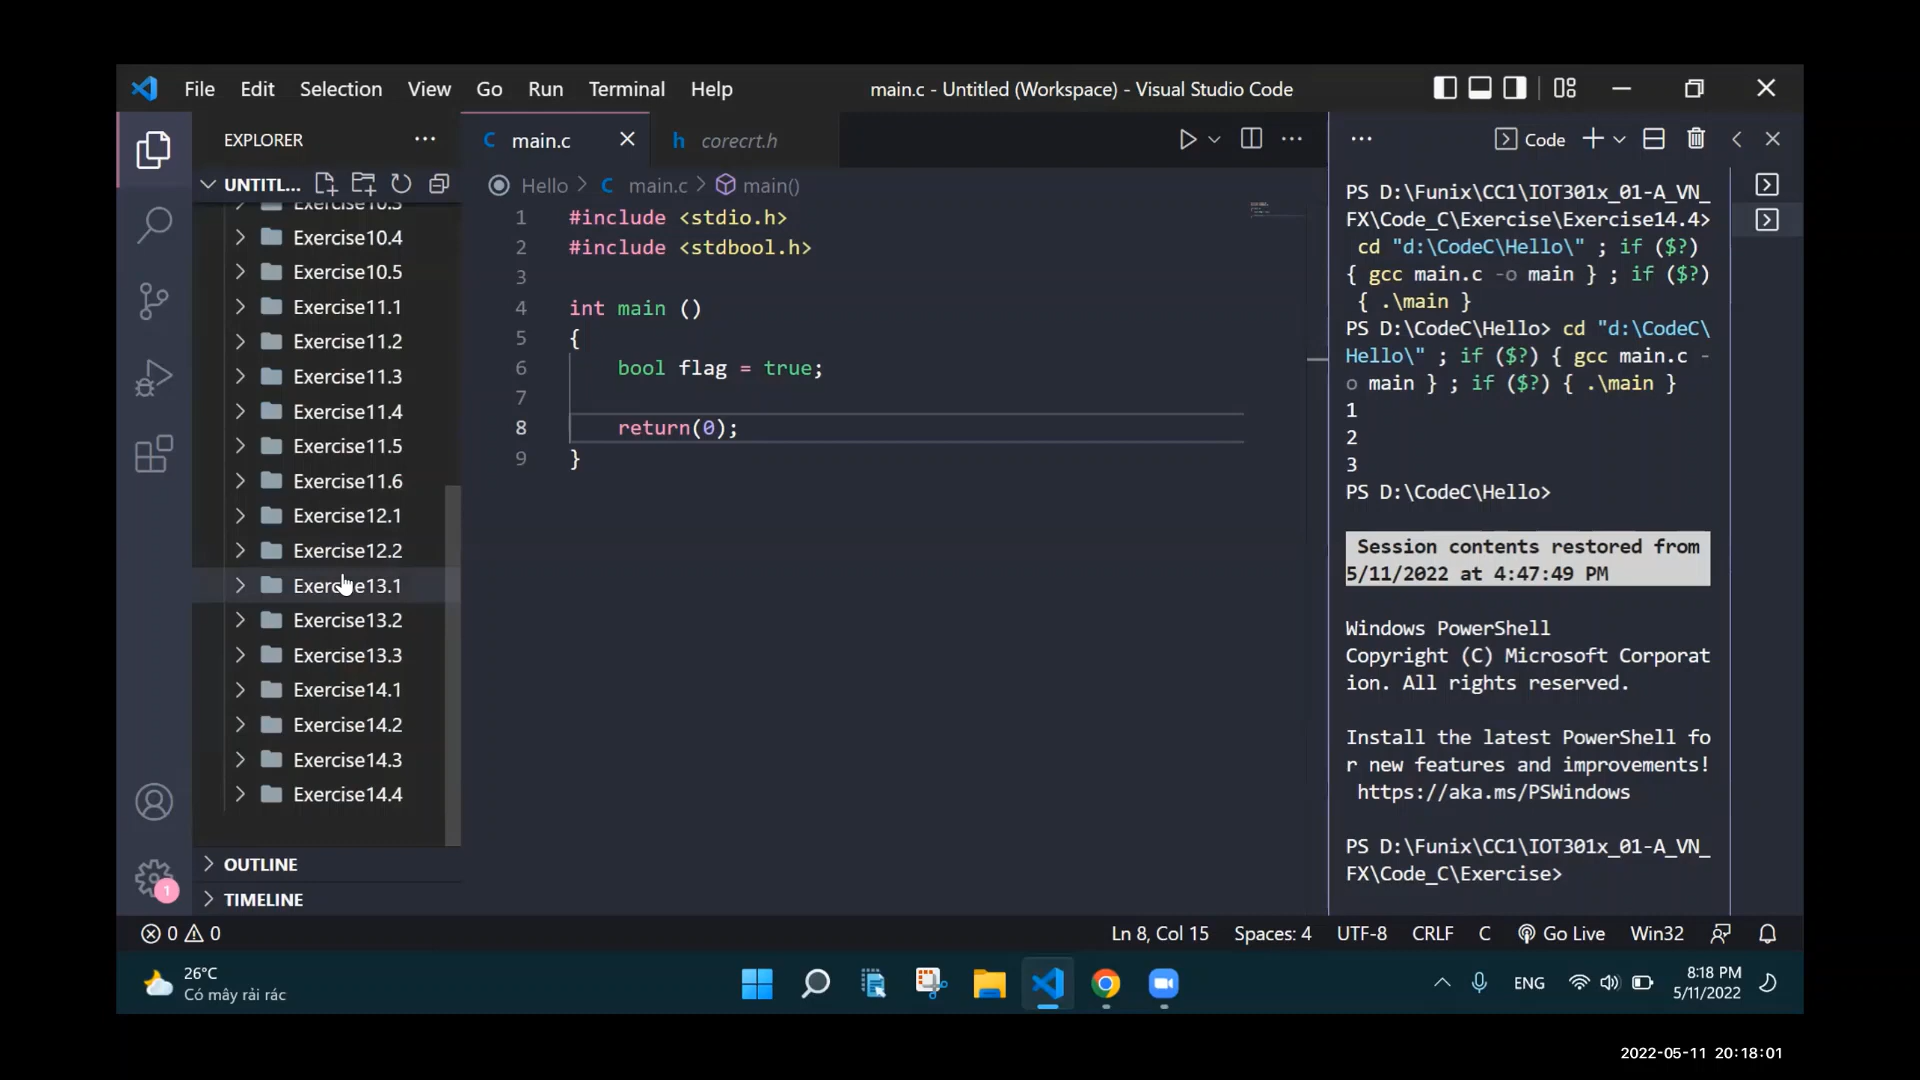 File Edit Selection View Go Run Terminal Help
main.c - Untitled (Workspace) - Visual Studio Code
EXPLORER
main.c
corecrt.h
Code
UNTITL...
Hello > main.c > main()
Exercise10.3
Exercise10.4
Exercise10.5
Exercise11.1
Exercise11.2
Exercise11.3
Exercise11.4
Exercise11.5
Exercise11.6
Exercise12.1
Exercise12.2
Exercise13.1
Exercise13.2
Exercise13.3
Exercise14.1
Exercise14.2
Exercise14.3
Exercise14.4
OUTLINE
TIMELINE
1 #include <stdio.h>
2 #include <stdbool.h>
3
4 int main ()
5 {
6 bool flag = true;
7
8 return(0);
9 }
PS D:\Funix\CC1\IOT301x_01-A_VN_
FX\Code_C\Exercise\Exercise14.4>
cd "d:\CodeC\Hello\" ; if ($?)
{ gcc main.c -o main } ; if ($?)
{ .\main }
PS D:\CodeC\Hello> cd "d:\CodeC\
Hello\" ; if ($?) { gcc main.c -
o main } ; if ($?) { .\main }
1
2
3
PS D:\CodeC\Hello>
Session contents restored from
5/11/2022 at 4:47:49 PM
Windows PowerShell
Copyright (C) Microsoft Corporat
ion. All rights reserved.
Install the latest PowerShell fo
r new features and improvements!
https://aka.ms/PSWindows
PS D:\Funix\CC1\IOT301x_01-A_VN_
FX\Code_C\Exercise>
1
0 0
Ln 8, Col 15 Spaces: 4 UTF-8 CRLF C Go Live Win32
26°C
Có mây rải rác
ENG
8:18 PM
5/11/2022
2022-05-11 20:18:01